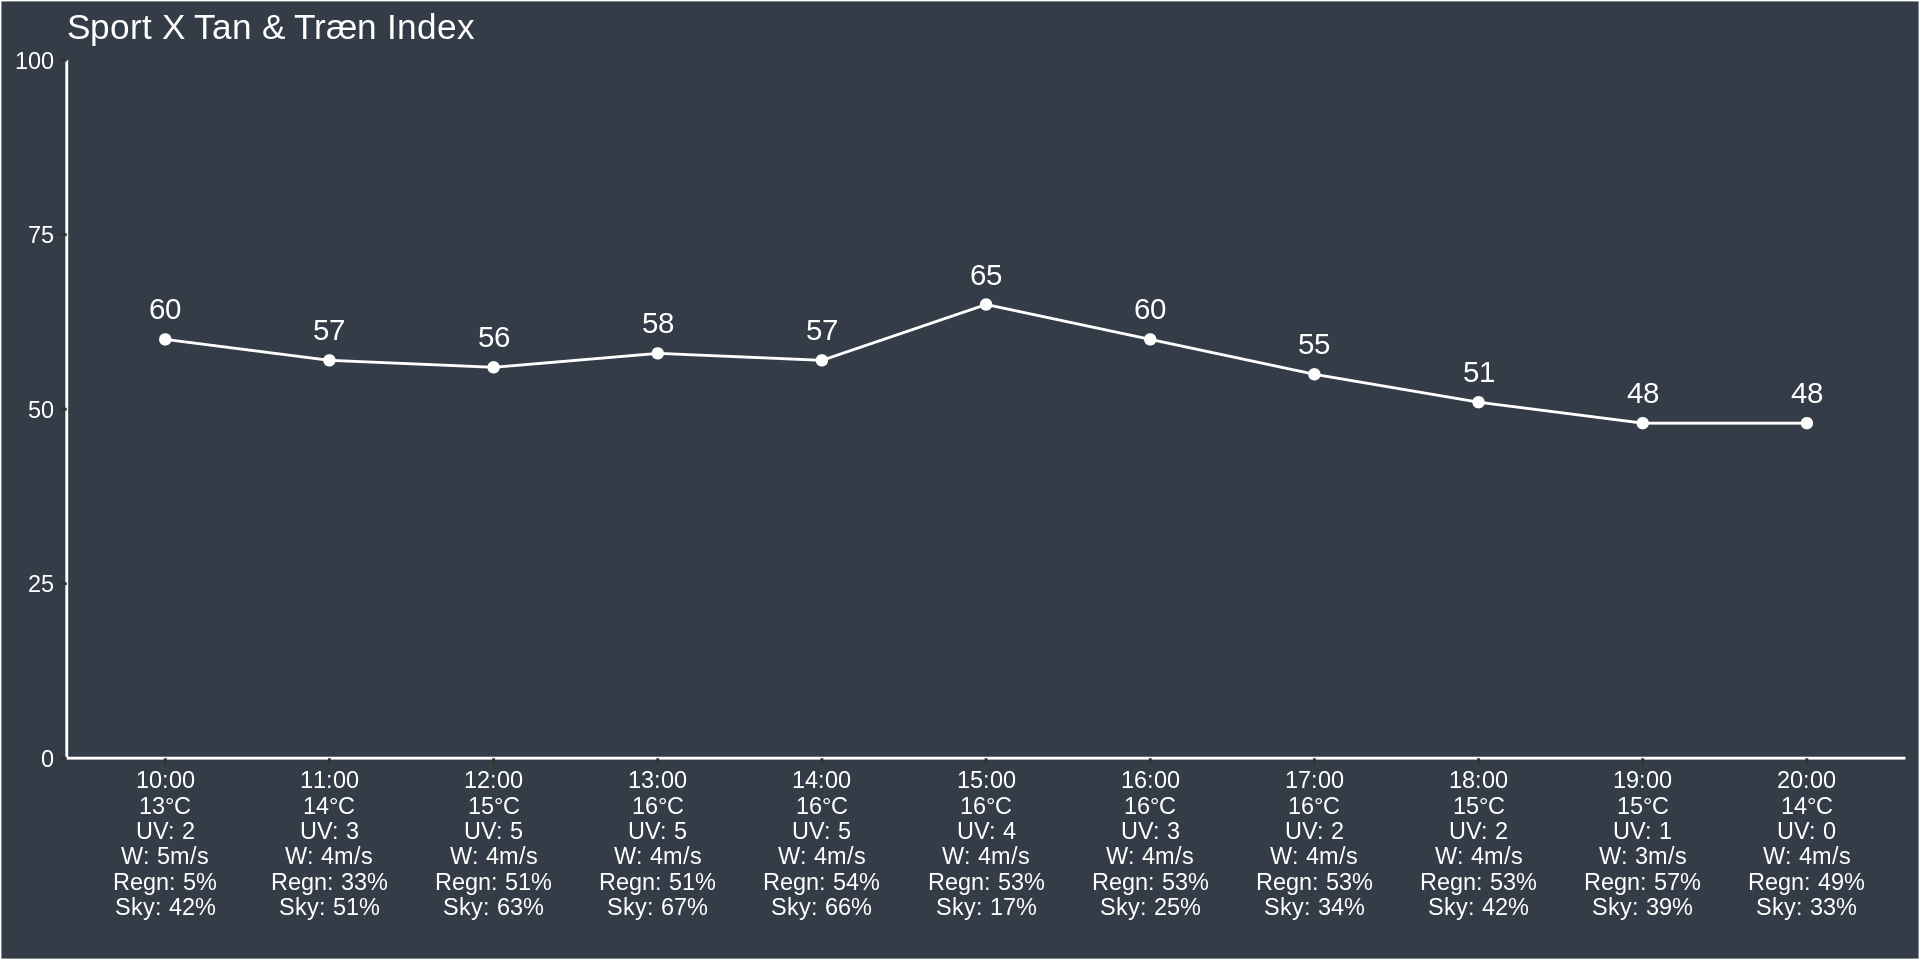 Sport X Tan & Træn Index
100
75
50
25
0
60 57 56 58 57 65 60 55 51 48 48
10:00 11:00 12:00 13:00 14:00 15:00 16:00 17:00 18:00 19:00 20:00
13°C 14°C 15°C 16°C 16°C 16°C 16°C 16°C 15°C 15°C 14°C
UV: 2 UV: 3 UV: 5 UV: 5 UV: 5 UV: 4 UV: 3 UV: 2 UV: 2 UV: 1 UV: 0
W: 5m/s W: 4m/s W: 4m/s W: 4m/s W: 4m/s W: 4m/s W: 4m/s W: 4m/s W: 4m/s W: 3m/s W: 4m/s
Regn: 5% Regn: 33% Regn: 51% Regn: 51% Regn: 54% Regn: 53% Regn: 53% Regn: 53% Regn: 53% Regn: 57% Regn: 49%
Sky: 42% Sky: 51% Sky: 63% Sky: 67% Sky: 66% Sky: 17% Sky: 25% Sky: 34% Sky: 42% Sky: 39% Sky: 33%